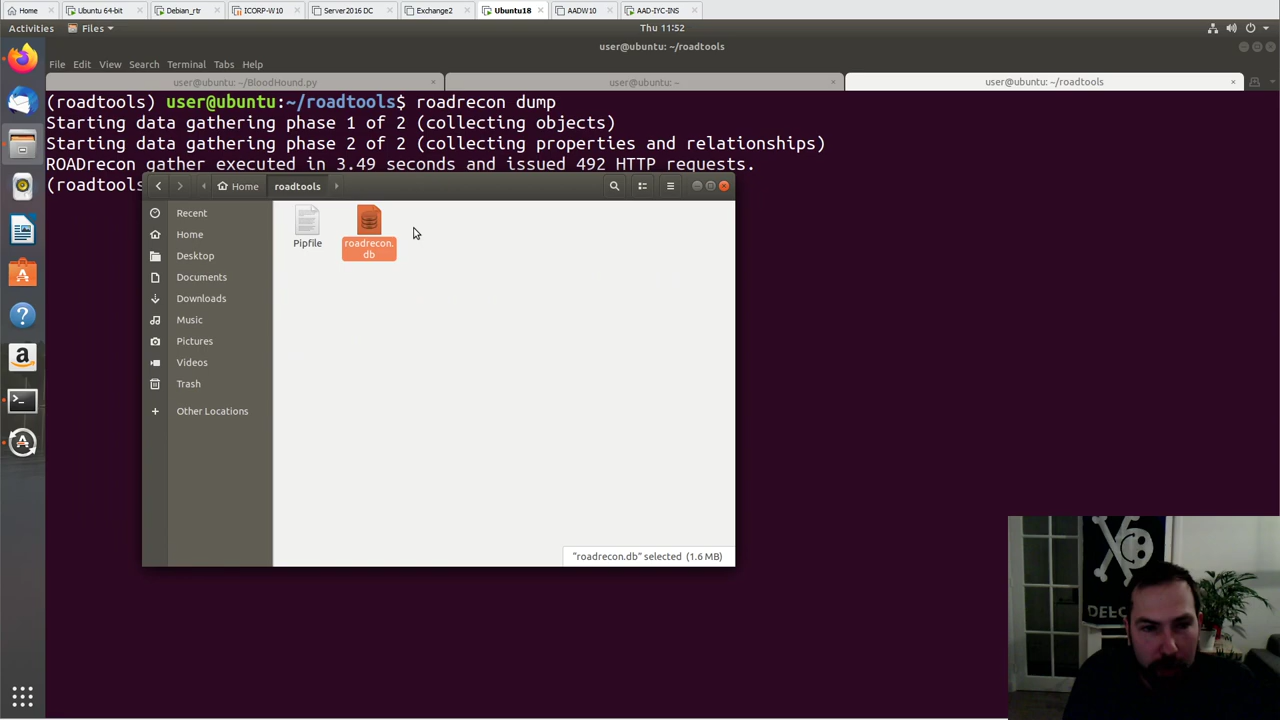 Home
Ubuntu 64-bit
Debian_rtr
ICORP-W10
Server2016 DC
Exchange2
Ubuntu18
AADW10
AAD-IYC-INS
Activities
Files
Thu 11:52
user@ubuntu: ~/roadtools
File Edit View Search Terminal Tabs Help
user@ubuntu: ~/BloodHound.py
user@ubuntu: ~
user@ubuntu: ~/roadtools
(roadtools) user@ubuntu:~/roadtools$ roadrecon dump
Starting data gathering phase 1 of 2 (collecting objects)
Starting data gathering phase 2 of 2 (collecting properties and relationships)
ROADrecon gather executed in 3.49 seconds and issued 492 HTTP requests.
(roadtools
Home
roadtools
Recent
Home
Desktop
Documents
Downloads
Music
Pictures
Videos
Trash
Other Locations
Pipfile
roadrecon.
db
"roadrecon.db" selected (1.6 MB)